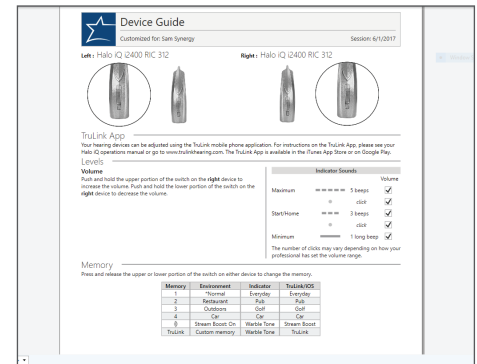 Device Guide
Customized for: Sam Synergy
Session: 6/1/2017
Left : Halo iQ i2400 RIC 312
Right : Halo iQ i2400 RIC 312
TruLink App
Your hearing devices can be adjusted using the TruLink mobile phone application. For instructions on the TruLink App, please see your
Halo iQ operations manual or go to www.trulinkhearing.com. The TruLink App is available in the iTunes App Store or on Google Play.
Levels
Volume
Push and hold the upper portion of the switch on the right device to
increase the volume. Push and hold the lower portion of the switch on the
right device to decrease the volume.
Indicator Sounds
Volume
Maximum 5 beeps
click
Start/Home 3 beeps
click
Minimum 1 long beep
The number of clicks may vary depending on how your
professional has set the volume range.
Memory
Press and release the upper or lower portion of the switch on either device to change the memory.
Memory Environment Indicator TruLink/iOS
1 *Normal Everyday Everyday
2 Restaurant Pub Pub
3 Outdoors Golf Golf
4 Car Car Car
Stream Boost: On Warble Tone Stream Boost
TruLink Custom memory Warble Tone TruLink